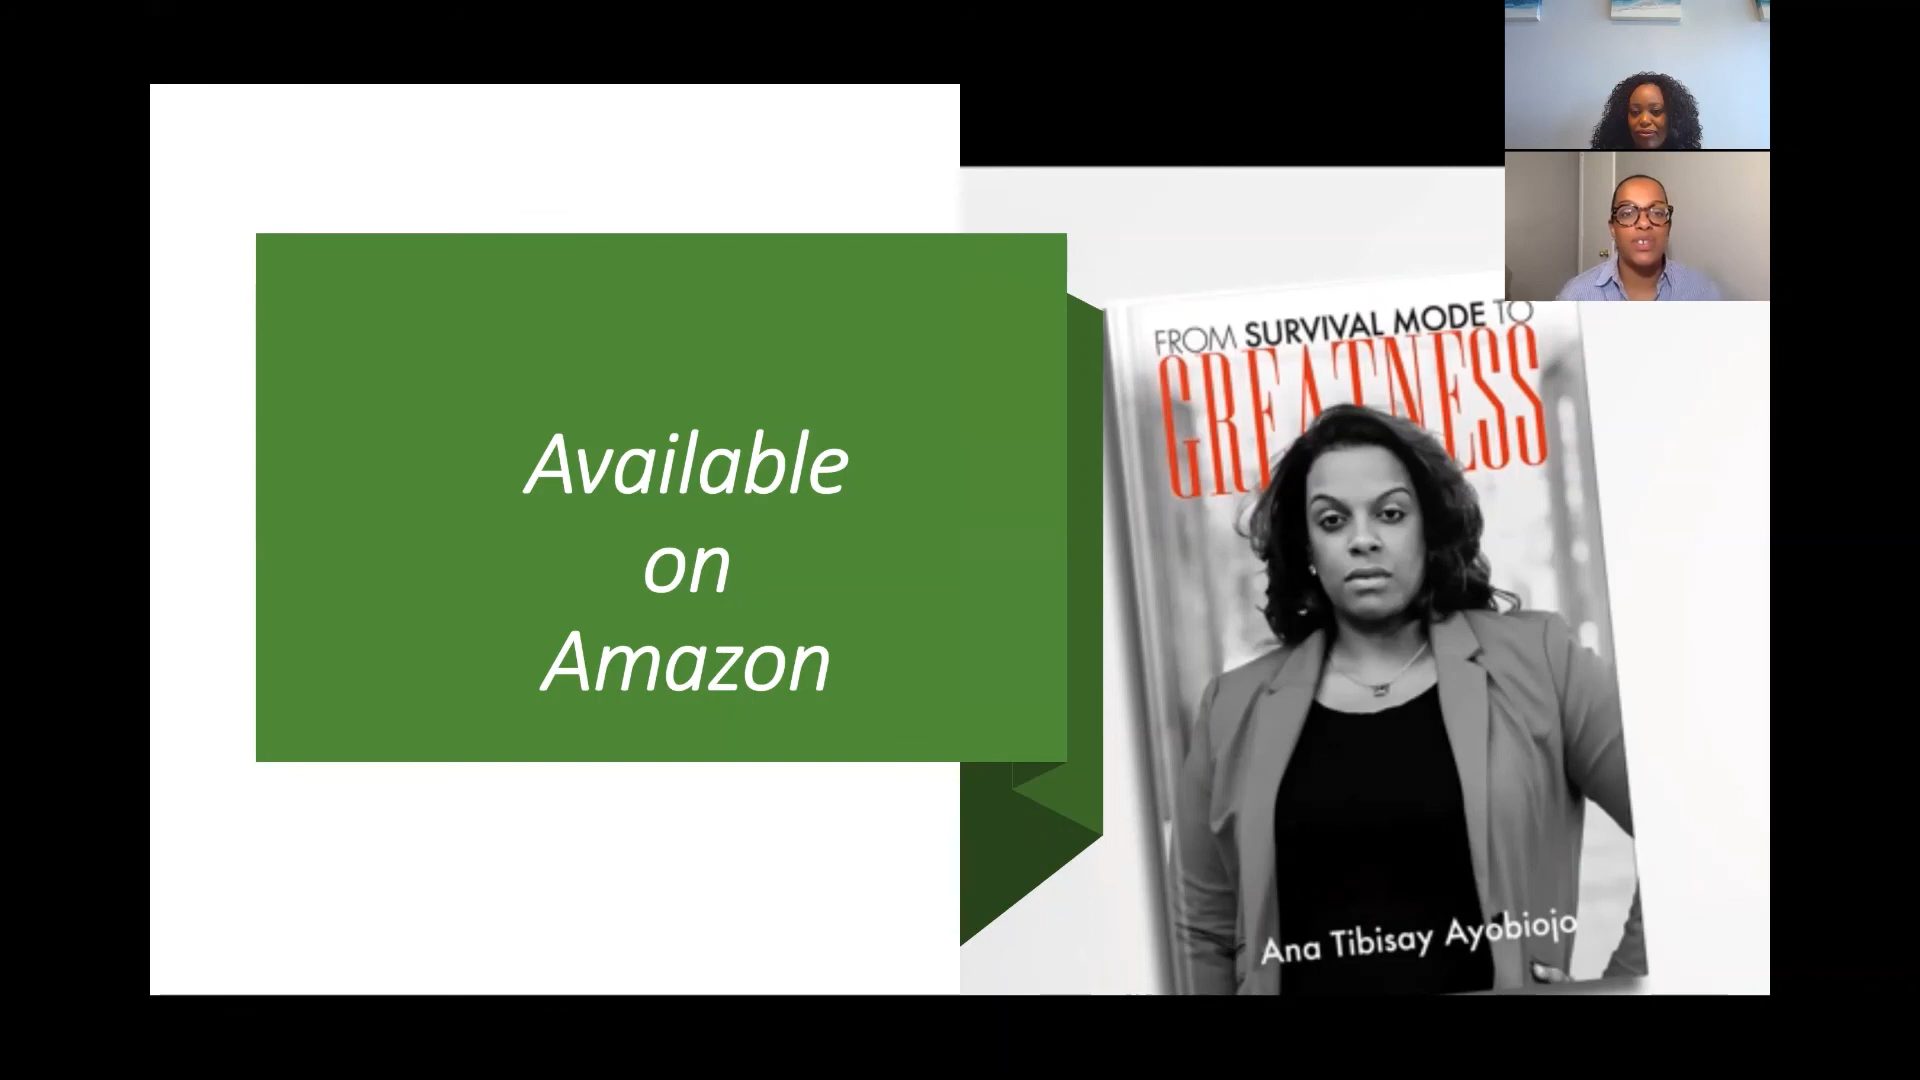 Available
on
Amazon
FROM SURVIVAL MODE TO
GREATNESS
Ana Tibisay Ayobiojo